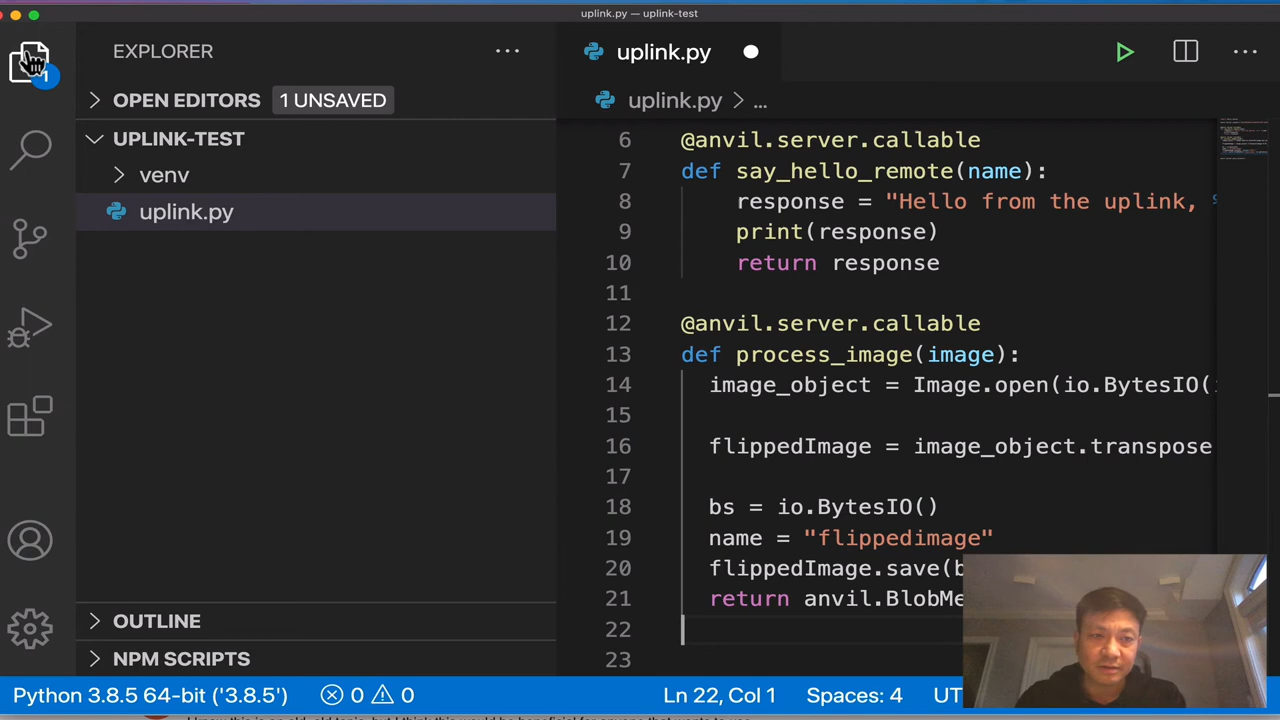 uplink.py — uplink-test
EXPLORER
1
OPEN EDITORS 1 UNSAVED
UPLINK-TEST
venv
uplink.py
OUTLINE
NPM SCRIPTS
uplink.py
uplink.py > ...
6 @anvil.server.callable
7 def say_hello_remote(name):
8 response = "Hello from the uplink,
9 print(response)
10 return response
11
12 @anvil.server.callable
13 def process_image(image):
14 image_object = Image.open(io.BytesIO(
15
16 flippedImage = image_object.transpose
17
18 bs = io.BytesIO()
19 name = "flippedimage"
20 flippedImage.save(b
21 return anvil.BlobMe
22
23
Python 3.8.5 64-bit ('3.8.5') 0 0 Ln 22, Col 1 Spaces: 4 UT